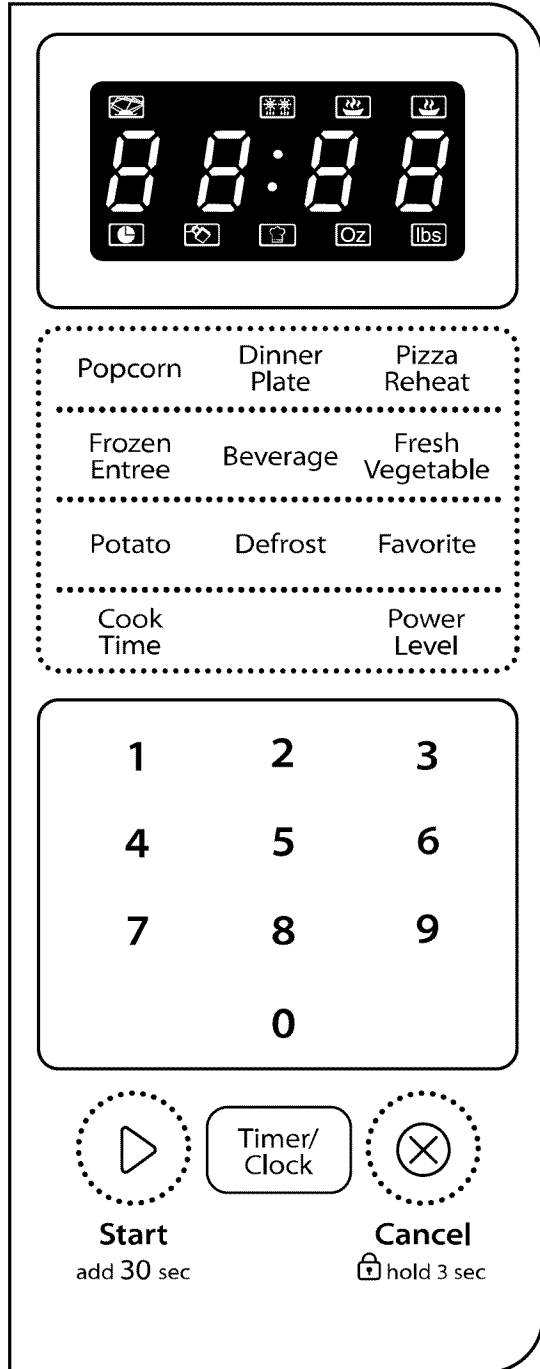 88:88
Oz lbs
Popcorn
Dinner
Plate
Pizza
Reheat
Frozen
Entree
Beverage
Fresh
Vegetable
Potato
Defrost
Favorite
Cook
Time
Power
Level
1 2 3
4 5 6
7 8 9
0
Timer/
Clock
Start
add 30 sec
Cancel
hold 3 sec